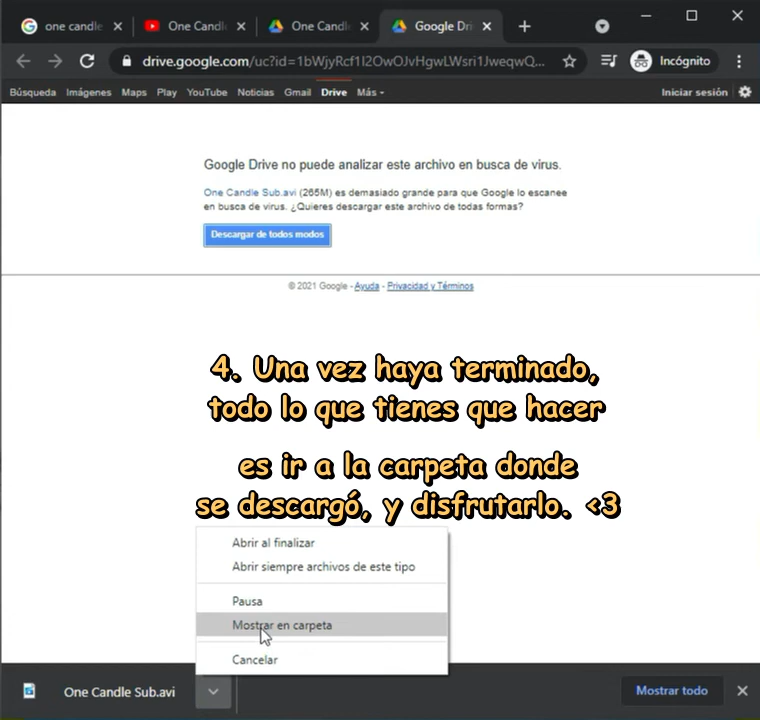 one candle
One Candl
One Candl
Google Dri
drive.google.com/uc?id=1bWjyRcf1I2OwOJvHgwLWsri1JweqwQ...
Incógnito
Búsqueda Imágenes Maps Play YouTube Noticias Gmail Drive Más
Iniciar sesión
Google Drive no puede analizar este archivo en busca de virus.
One Candle Sub.avi (265M) es demasiado grande para que Google lo escanee
en busca de virus. ¿Quieres descargar este archivo de todas formas?
Descargar de todos modos
© 2021 Google - Ayuda - Privacidad y Términos
4. Una vez haya terminado,
todo lo que tienes que hacer
es ir a la carpeta donde
se descargó, y disfrutarlo. <3
Abrir al finalizar
Abrir siempre archivos de este tipo
Pausa
Mostrar en carpeta
Cancelar
One Candle Sub.avi
Mostrar todo